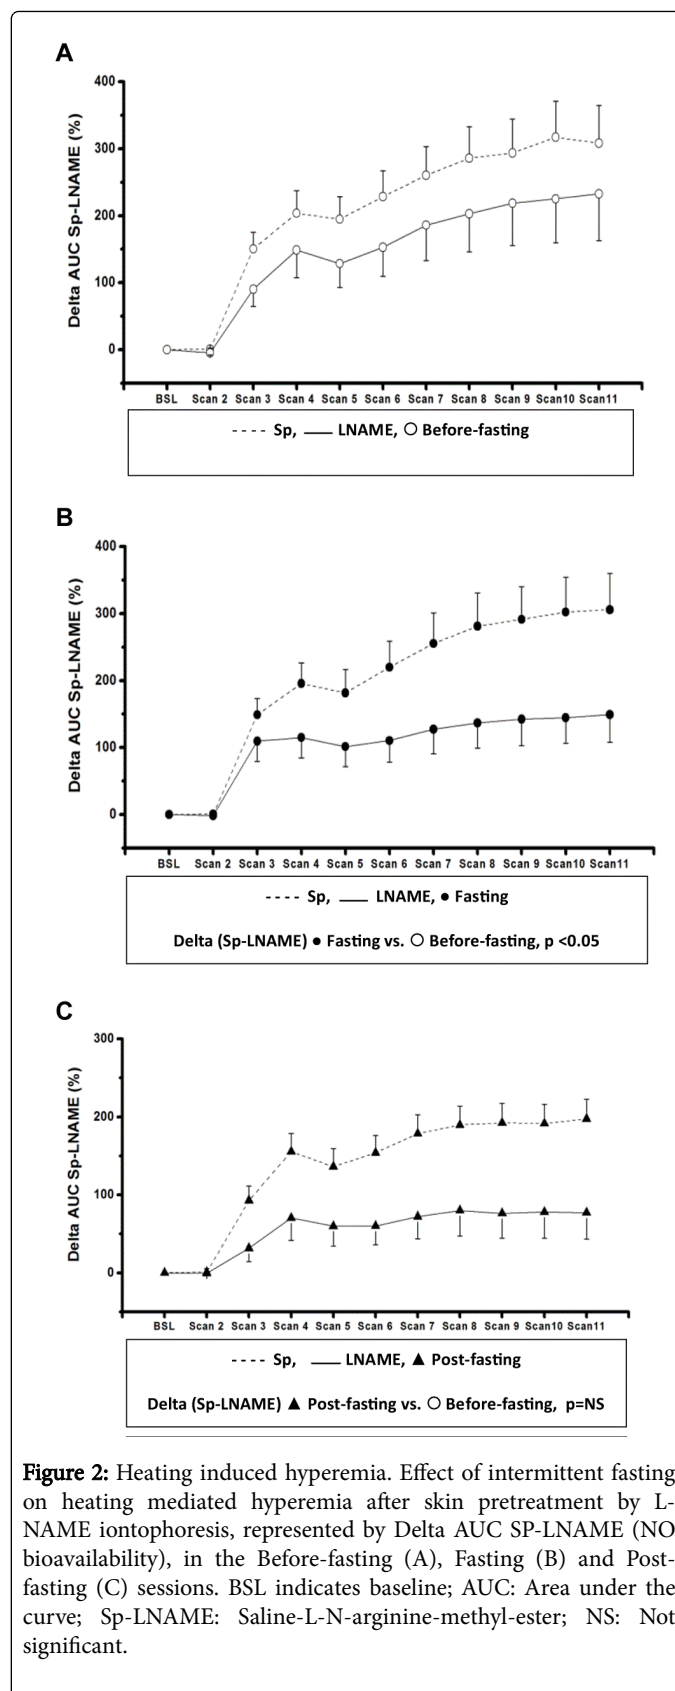 A
Delta AUC Sp-LNAME (%)
400
300
200
100
0
BSL Scan 2 Scan 3 Scan 4 Scan 5 Scan 6 Scan 7 Scan 8 Scan 9 Scan10 Scan11
---- Sp, —— LNAME, ○ Before-fasting
B
Delta AUC Sp-LNAME (%)
400
300
200
100
0
BSL Scan 2 Scan 3 Scan 4 Scan 5 Scan 6 Scan 7 Scan 8 Scan 9 Scan10 Scan11
---- Sp, —— LNAME, ● Fasting
Delta (Sp-LNAME) ● Fasting vs. ○ Before-fasting, p <0.05
C
Delta AUC Sp-LNAME (%)
300
200
100
0
BSL Scan 2 Scan 3 Scan 4 Scan 5 Scan 6 Scan 7 Scan 8 Scan 9 Scan10 Scan11
---- Sp, —— LNAME, ▲ Post-fasting
Delta (Sp-LNAME) ▲ Post-fasting vs. ○ Before-fasting, p=NS
Figure 2: Heating induced hyperemia. Effect of intermittent fasting
on heating mediated hyperemia after skin pretreatment by L-
NAME iontophoresis, represented by Delta AUC SP-LNAME (NO
bioavailability), in the Before-fasting (A), Fasting (B) and Post-
fasting (C) sessions. BSL indicates baseline; AUC: Area under the
curve; Sp-LNAME: Saline-L-N-arginine-methyl-ester; NS: Not
significant.